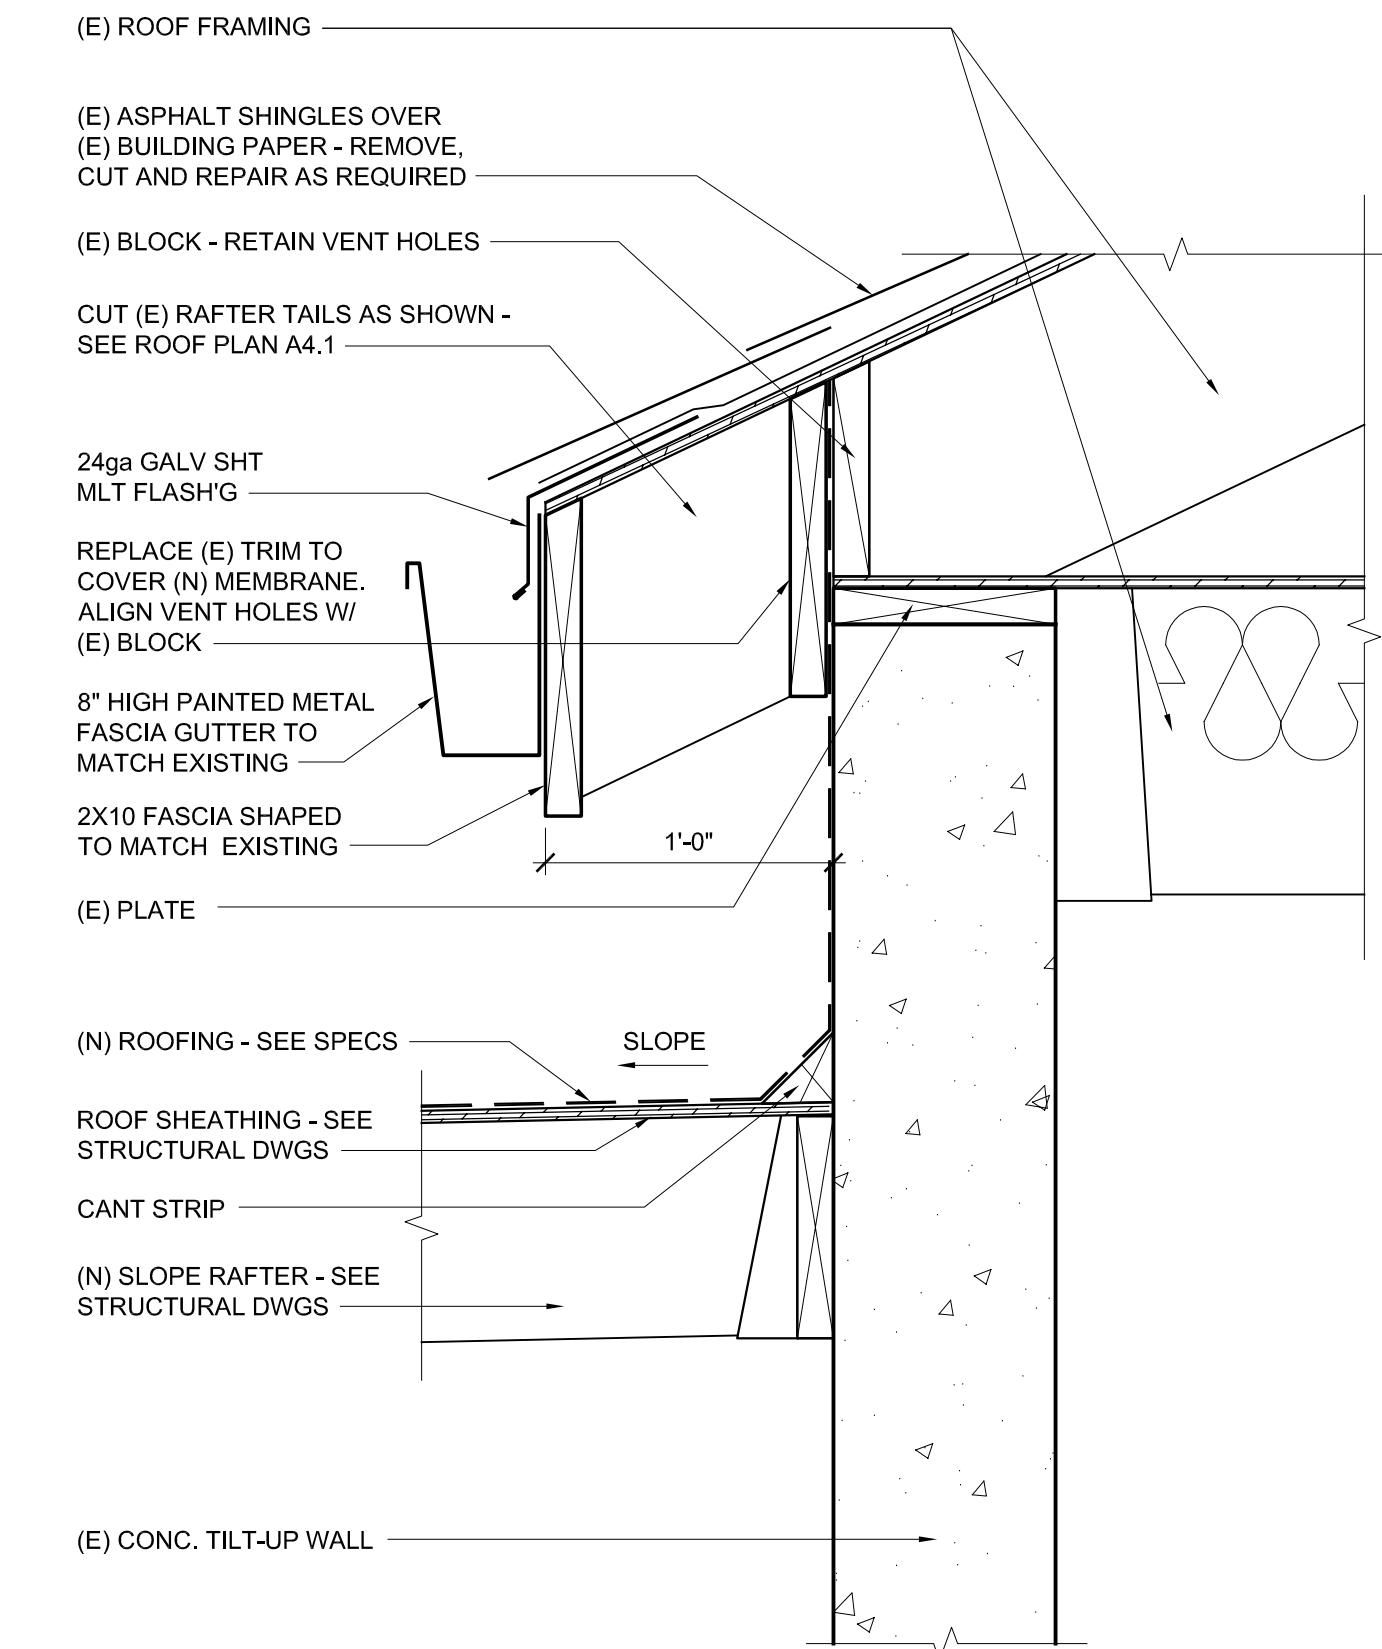 (E) ROOF FRAMING
(E) ASPHALT SHINGLES OVER
(E) BUILDING PAPER - REMOVE,
CUT AND REPAIR AS REQUIRED
(E) BLOCK - RETAIN VENT HOLES
CUT (E) RAFTER TAILS AS SHOWN -
SEE ROOF PLAN A4.1
24ga GALV SHT
MLT FLASH'G
REPLACE (E) TRIM TO
COVER (N) MEMBRANE.
ALIGN VENT HOLES W/
(E) BLOCK
8" HIGH PAINTED METAL
FASCIA GUTTER TO
MATCH EXISTING
2X10 FASCIA SHAPED
TO MATCH EXISTING
1'-0"
(E) PLATE
(N) ROOFING - SEE SPECS
SLOPE
ROOF SHEATHING - SEE
STRUCTURAL DWGS
CANT STRIP
(N) SLOPE RAFTER - SEE
STRUCTURAL DWGS
(E) CONC. TILT-UP WALL